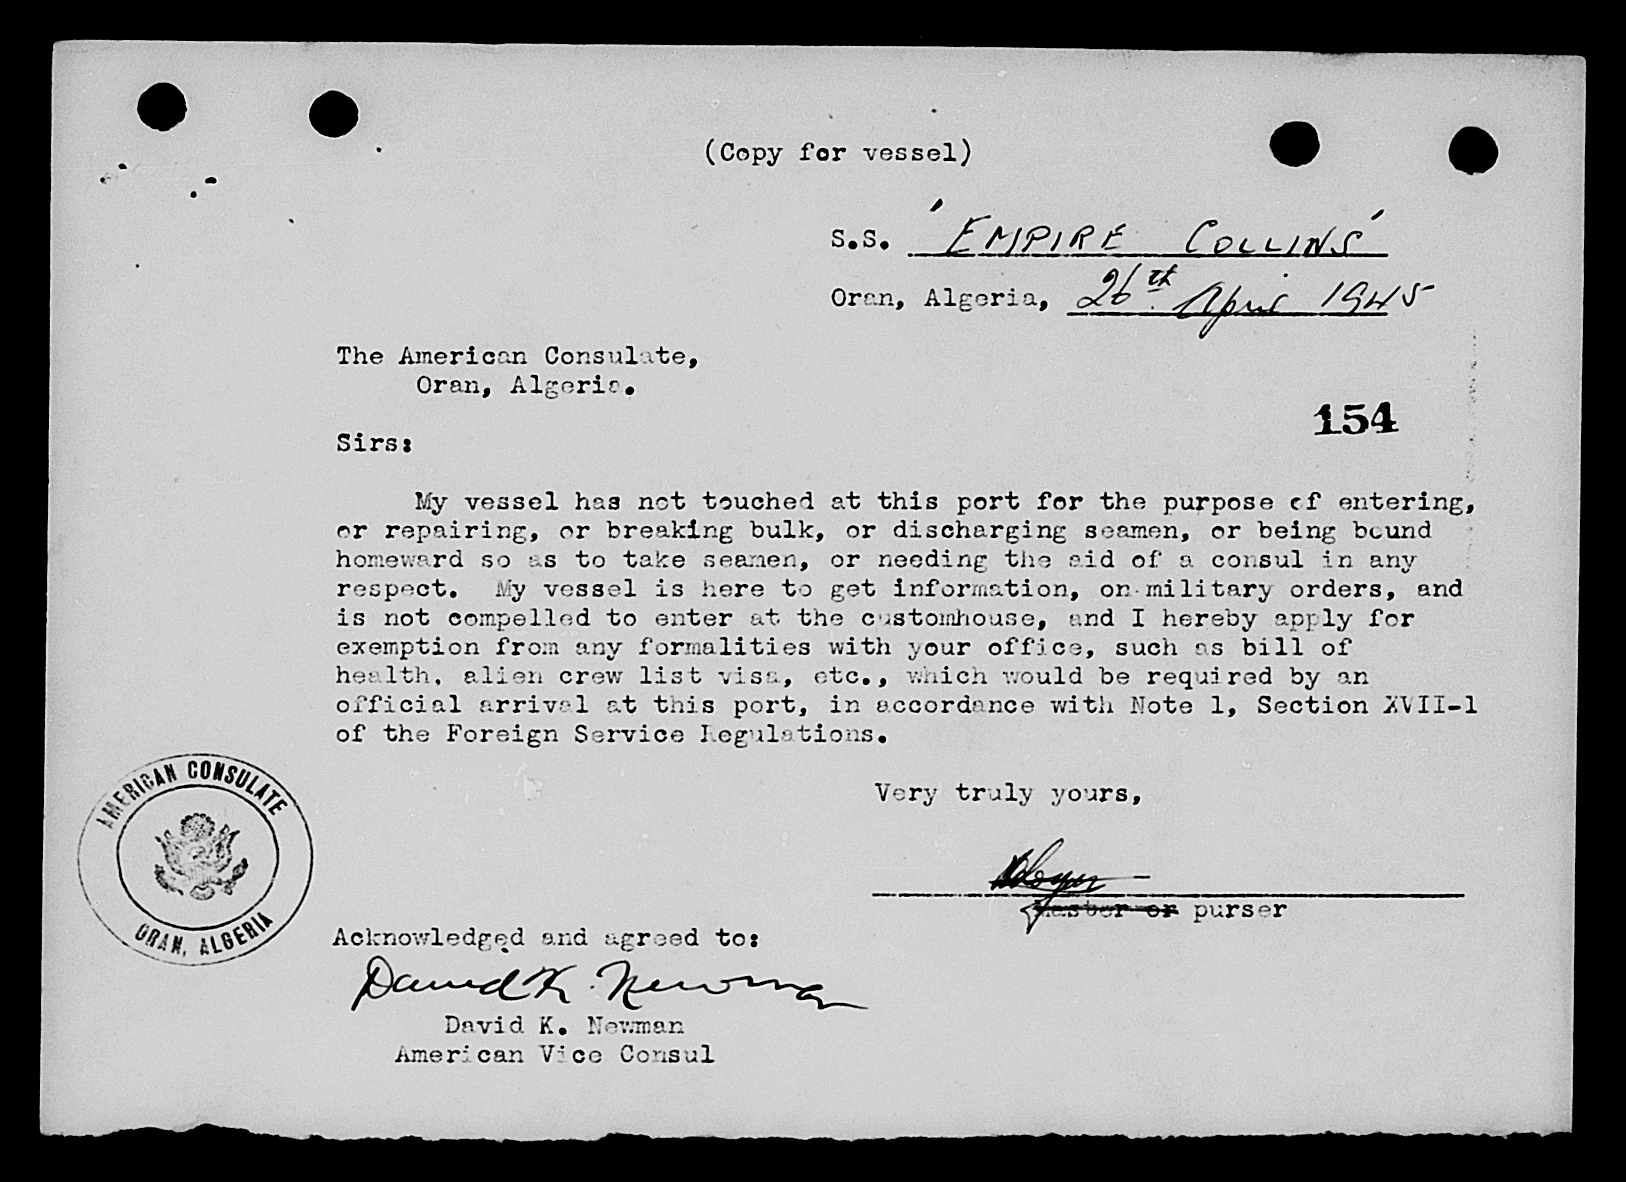 (Copy for vessel)
S.S. 'EMPIRE COLLINS'
Oran, Algeria, 26th April 1945
The American Consulate,
Oran, Algeria.
154
Sirs:
My vessel has not touched at this port for the purpose of entering,
or repairing, or breaking bulk, or discharging seamen, or being bound
homeward so as to take seamen, or needing the aid of a consul in any
respect. My vessel is here to get information, on military orders, and
is not compelled to enter at the customhouse, and I hereby apply for
exemption from any formalities with your office, such as bill of
health, alien crew list visa, etc., which would be required by an
official arrival at this port, in accordance with Note 1, Section XVII-1
of the Foreign Service Regulations.
Very truly yours,
Master or purser
AMERICAN CONSULATE
ORAN, ALGERIA
Acknowledged and agreed to:
David K. Newman
David K. Newman
American Vice Consul